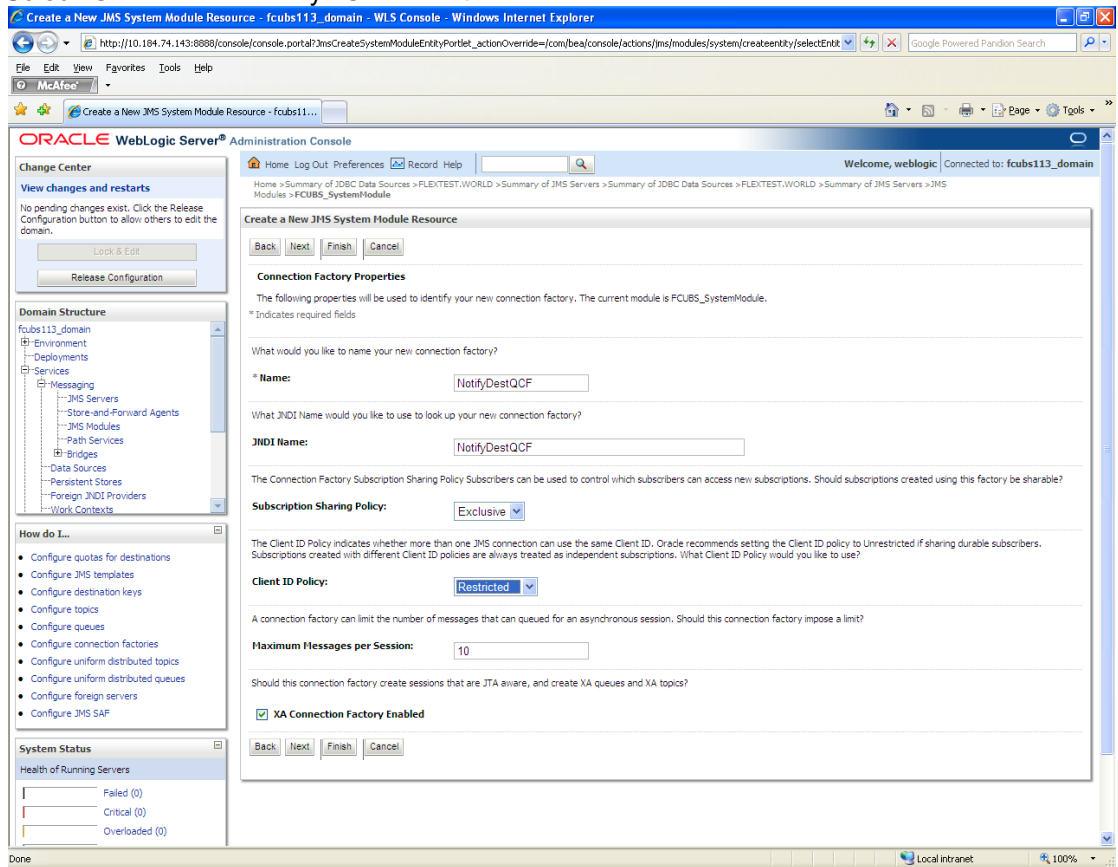 Create a New JMS System Module Resource - fcubs113_domain - WLS Console - Windows Internet Explorer
http://10.184.74.143:8888/console/console.portal?JmsCreateSystemModuleEntityPortlet_actionOverride=/com/bea/console/actions/jms/modules/system/createentity/selectEntit
Google Powered Pandion Search
File Edit View Favorites Tools Help
McAfee
Create a New JMS System Module Resource - fcubs11...
Page Tools
ORACLE WebLogic Server® Administration Console
Change Center
View changes and restarts
No pending changes exist. Click the Release
Configuration button to allow others to edit the
domain.
Lock & Edit
Release Configuration
Domain Structure
fcubs113_domain
Environment
Deployments
Services
Messaging
JMS Servers
Store-and-Forward Agents
JMS Modules
Path Services
Bridges
Data Sources
Persistent Stores
Foreign JNDI Providers
Work Contexts
How do I...
Configure quotas for destinations
Configure JMS templates
Configure destination keys
Configure topics
Configure queues
Configure connection factories
Configure uniform distributed topics
Configure uniform distributed queues
Configure foreign servers
Configure JMS SAF
System Status
Health of Running Servers
Failed (0)
Critical (0)
Overloaded (0)
Home Log Out Preferences Record Help
Welcome, weblogic Connected to: fcubs113_domain
Home >Summary of JDBC Data Sources >FLEXTEST.WORLD >Summary of JMS Servers >Summary of JDBC Data Sources >FLEXTEST.WORLD >Summary of JMS Servers >JMS
Modules >FCUBS_SystemModule
Create a New JMS System Module Resource
Back Next Finish Cancel
Connection Factory Properties
The following properties will be used to identify your new connection factory. The current module is FCUBS_SystemModule.
* Indicates required fields
What would you like to name your new connection factory?
* Name: NotifyDestQCF
What JNDI Name would you like to use to look up your new connection factory?
JNDI Name: NotifyDestQCF
The Connection Factory Subscription Sharing Policy Subscribers can be used to control which subscribers can access new subscriptions. Should subscriptions created using this factory be sharable?
Subscription Sharing Policy: Exclusive
The Client ID Policy indicates whether more than one JMS connection can use the same Client ID. Oracle recommends setting the Client ID policy to Unrestricted if sharing durable subscribers.
Subscriptions created with different Client ID policies are always treated as independent subscriptions. What Client ID Policy would you like to use?
Client ID Policy: Restricted
A connection factory can limit the number of messages that can queued for an asynchronous session. Should this connection factory impose a limit?
Maximum Messages per Session: 10
Should this connection factory create sessions that are JTA aware, and create XA queues and XA topics?
XA Connection Factory Enabled
Back Next Finish Cancel
Done
Local intranet
100%